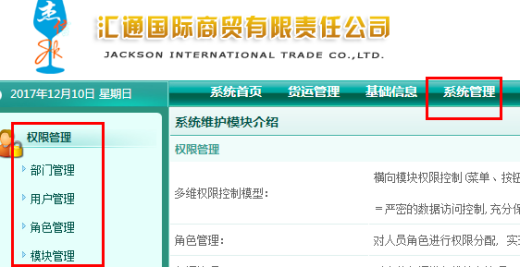 杰
jk
汇通国际商贸有限责任公司
JACKSON INTERNATIONAL TRADE CO.,LTD.
2017年12月10日 星期日
系统首页 货运管理 基础信息 系统管理
权限管理
部门管理
用户管理
角色管理
模块管理
系统维护模块介绍
权限管理
多维权限控制模型:
横向模块权限控制(菜单、按钮
=严密的数据访问控制,充分保
角色管理:
对人员角色进行权限分配, 实